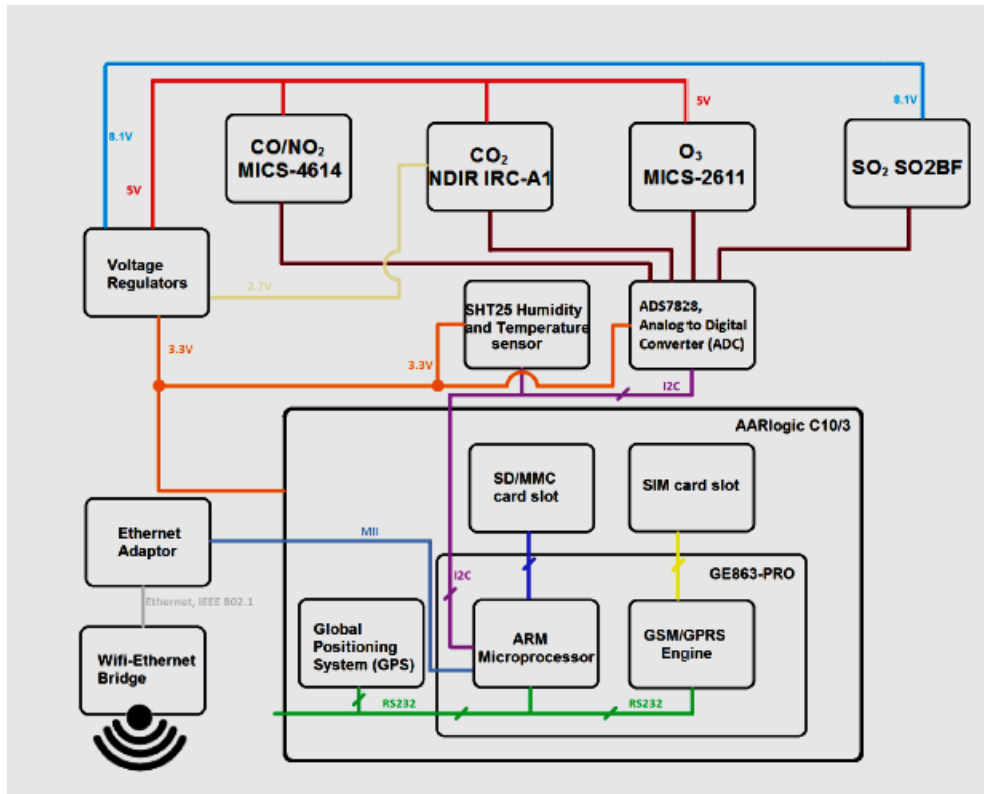 8.1V
5V
5V
8.1V
CO/NO₂
MICS-4614
CO₂
NDIR IRC-A1
O₃
MICS-2611
SO₂ SO2BF
Voltage
Regulators
2.7V
SHT25 Humidity
and Temperature
sensor
ADS7828,
Analog to Digital
Converter (ADC)
3.3V
3.3V
I2C
AARlogic C10/3
SD/MMC
card slot
SIM card slot
Ethernet
Adaptor
MII
I2C
GE863-PRO
Ethernet, IEEE 802.1
Global
Positioning
System (GPS)
ARM
Microprocessor
GSM/GPRS
Engine
Wifi-Ethernet
Bridge
RS232
RS232